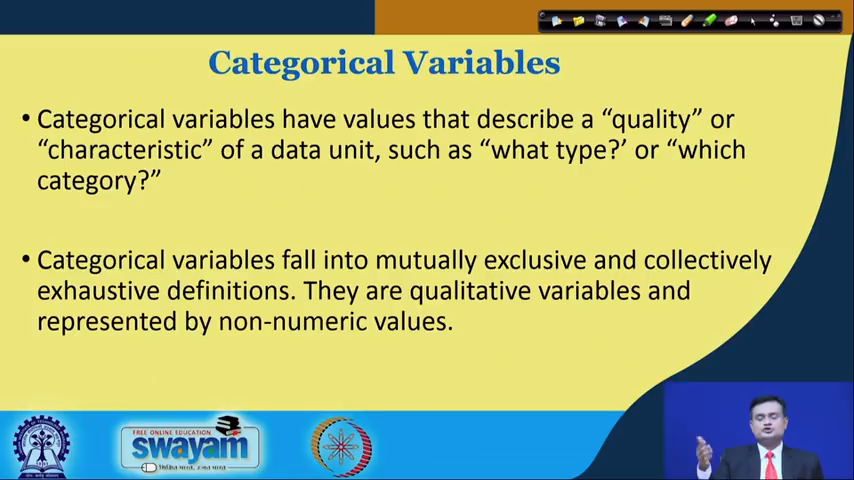 Categorical Variables
• Categorical variables have values that describe a “quality” or
“characteristic” of a data unit, such as “what type?’ or “which
category?”
• Categorical variables fall into mutually exclusive and collectively
exhaustive definitions. They are qualitative variables and
represented by non-numeric values.
FREE ONLINE EDUCATION
swayam